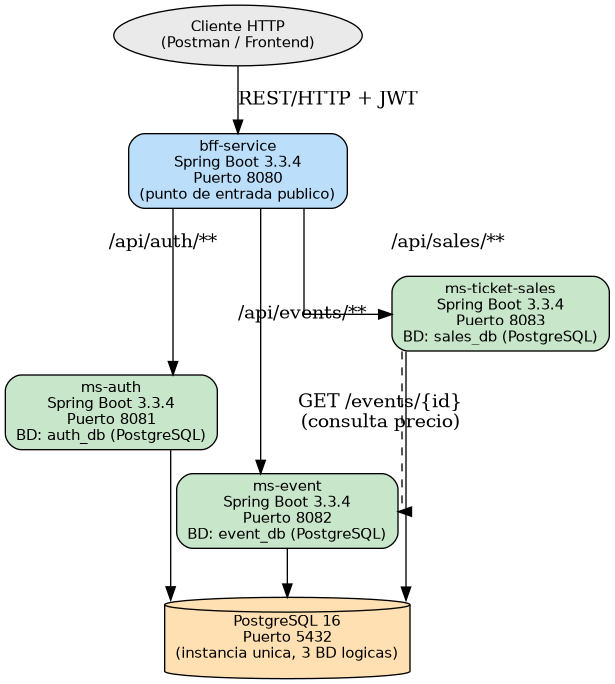 Cliente HTTP
(Postman / Frontend)
REST/HTTP + JWT
bff-service
Spring Boot 3.3.4
Puerto 8080
(punto de entrada publico)
/api/auth/**
/api/sales/**
/api/events/**
ms-ticket-sales
Spring Boot 3.3.4
Puerto 8083
BD: sales_db (PostgreSQL)
ms-auth
Spring Boot 3.3.4
Puerto 8081
BD: auth_db (PostgreSQL)
GET /events/{id}
(consulta precio)
ms-event
Spring Boot 3.3.4
Puerto 8082
BD: event_db (PostgreSQL)
PostgreSQL 16
Puerto 5432
(instancia unica, 3 BD logicas)